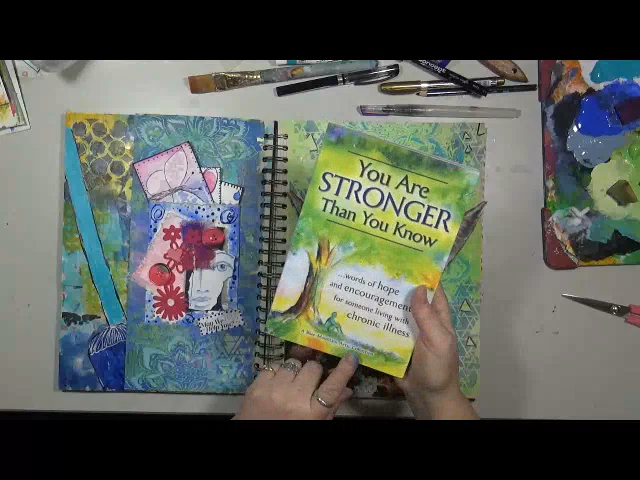 You Are
STRONGER
Than You Know
...words of hope
and encouragement
for someone living with
chronic illness